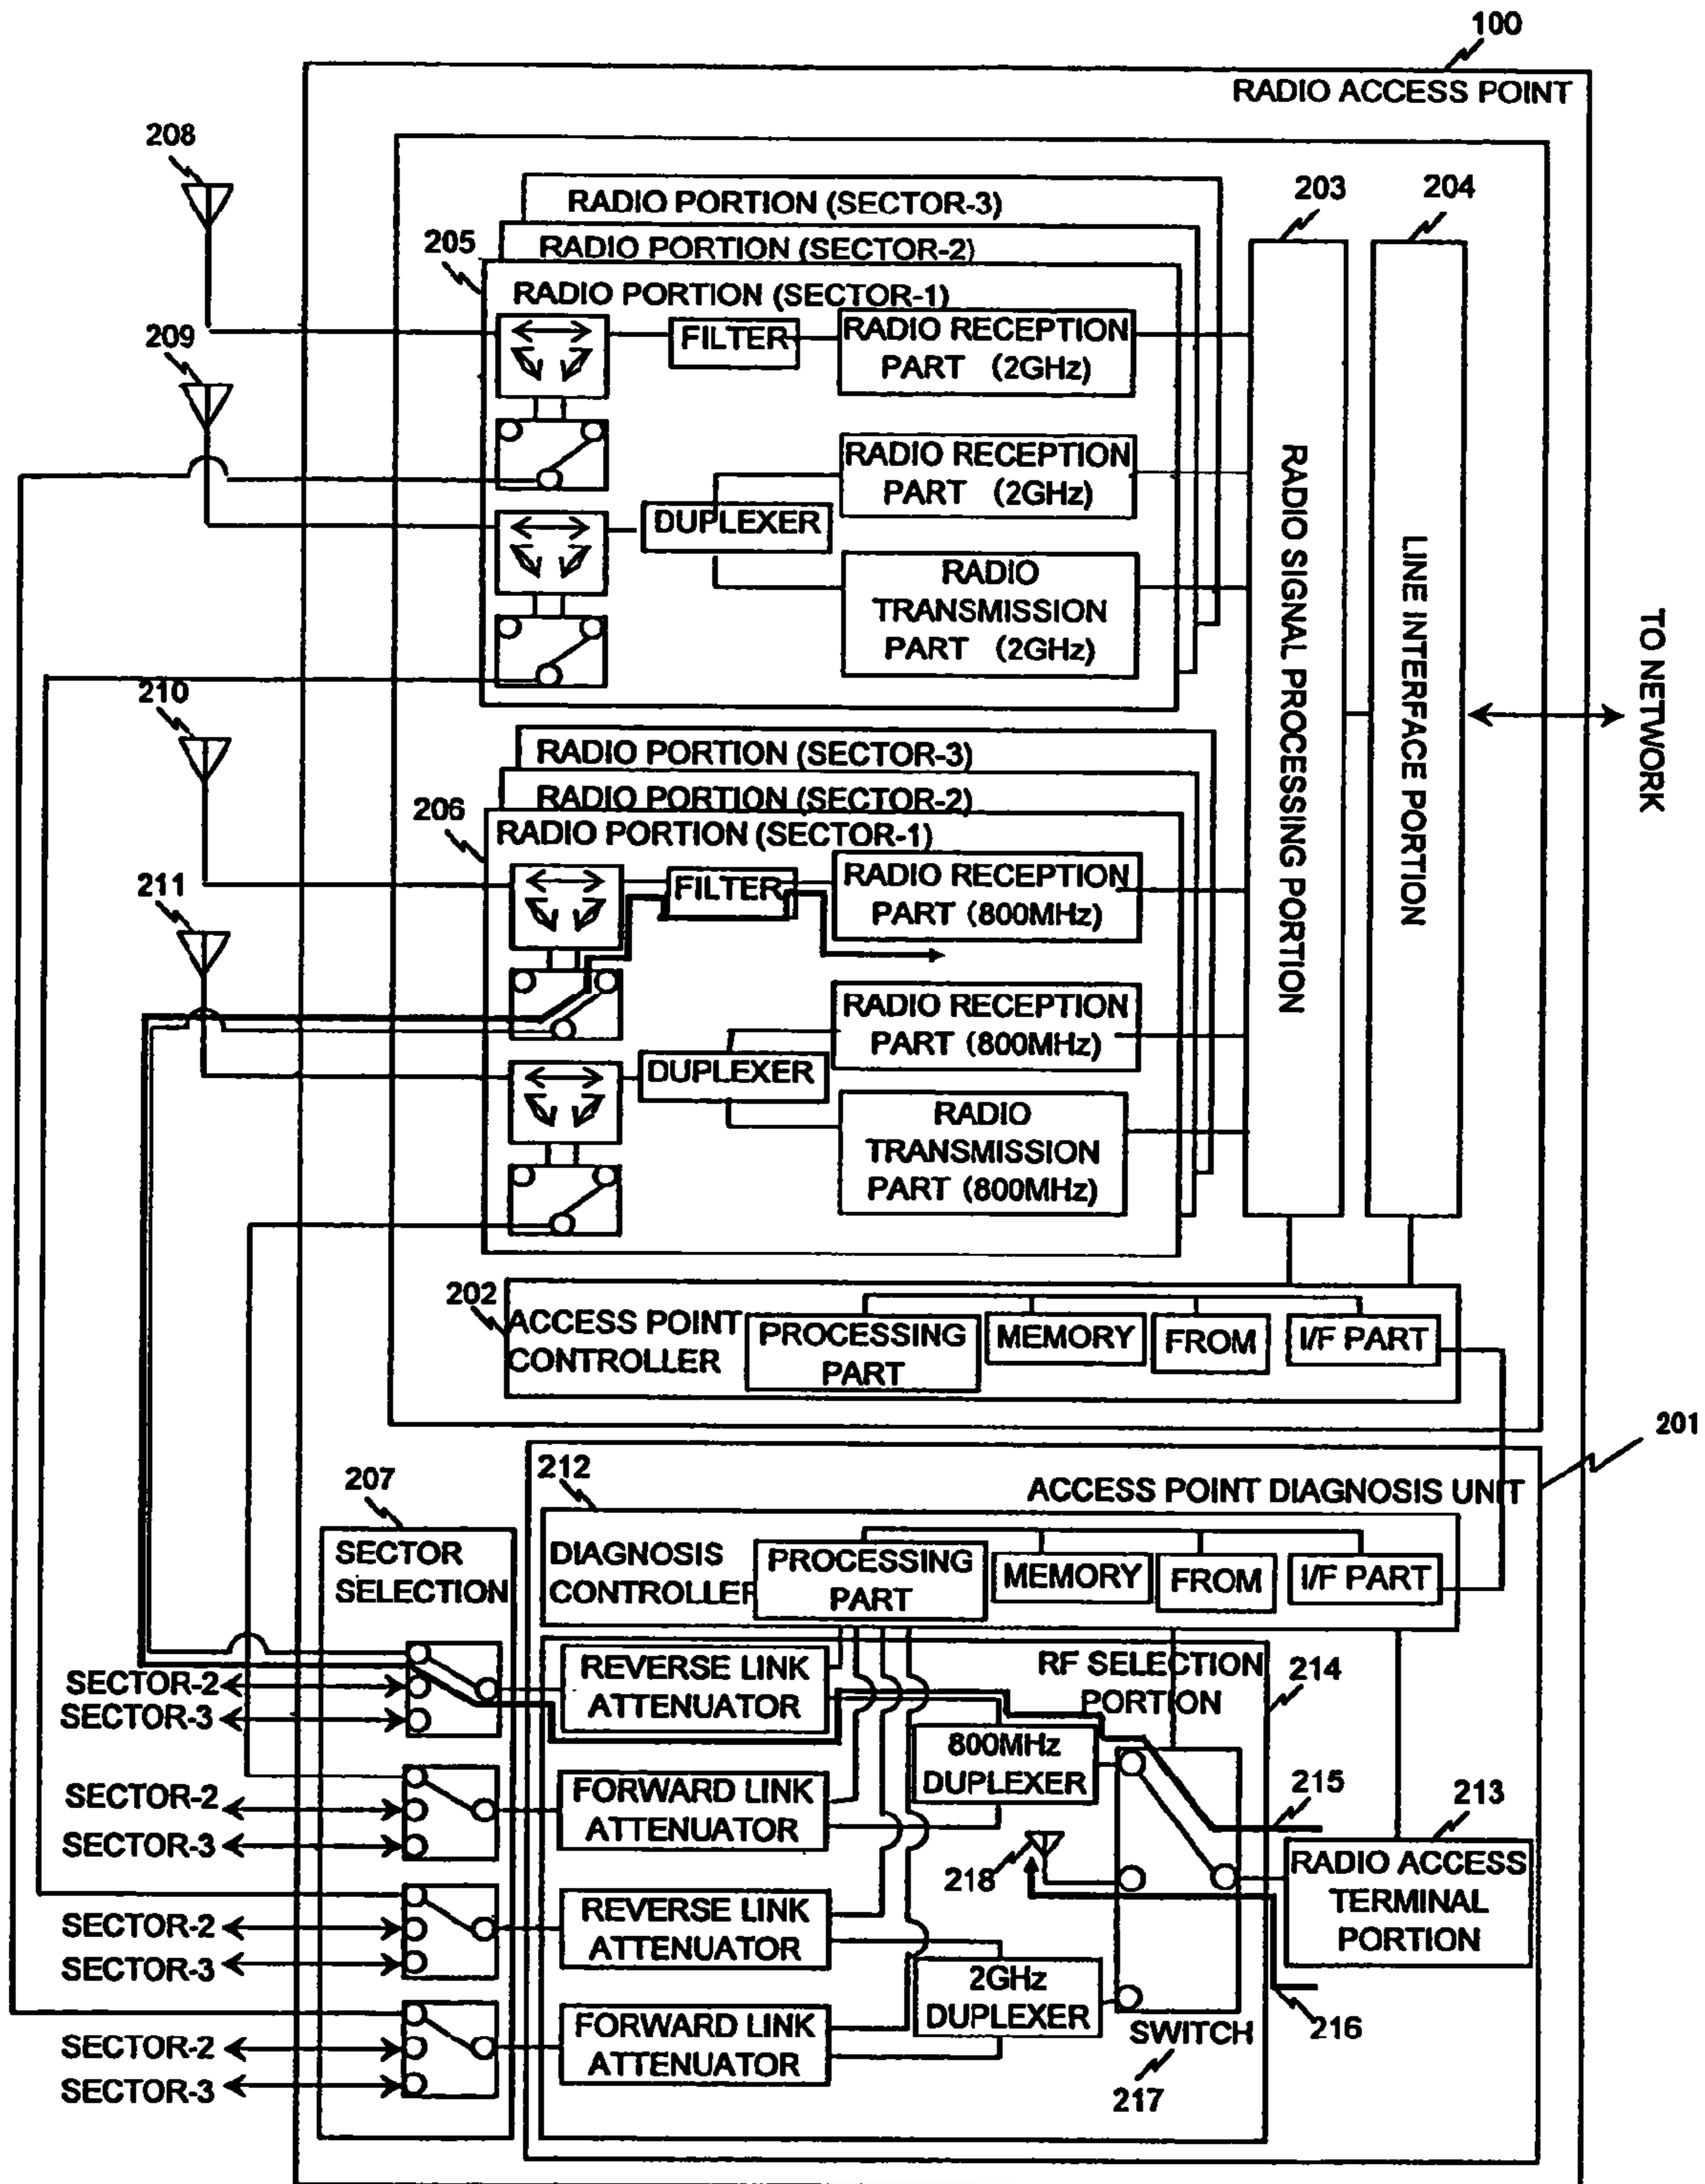 100
RADIO ACCESS POINT
208
RADIO PORTION (SECTOR-3)
203
204
205
RADIO PORTION (SECTOR-2)
RADIO PORTION (SECTOR-1)
209
FILTER
RADIO RECEPTION
PART (2GHz)
RADIO RECEPTION
PART (2GHz)
DUPLEXER
RADIO
TRANSMISSION
PART (2GHz)
RADIO SIGNAL PROCESSING PORTION
LINE INTERFACE PORTION
TO NETWORK
210
RADIO PORTION (SECTOR-3)
RADIO PORTION (SECTOR-2)
206
RADIO PORTION (SECTOR-1)
211
FILTER
RADIO RECEPTION
PART (800MHz)
RADIO RECEPTION
PART (800MHz)
DUPLEXER
RADIO
TRANSMISSION
PART (800MHz)
202
ACCESS POINT
CONTROLLER
PROCESSING
PART
MEMORY
FROM
I/F PART
201
212
ACCESS POINT DIAGNOSIS UNIT
207
SECTOR
SELECTION
DIAGNOSIS
CONTROLLER
PROCESSING
PART
MEMORY
FROM
I/F PART
SECTOR-2
SECTOR-3
REVERSE LINK
ATTENUATOR
RF SELECTION
PORTION
214
800MHz
DUPLEXER
SECTOR-2
SECTOR-3
FORWARD LINK
ATTENUATOR
215
213
218
RADIO ACCESS
TERMINAL
PORTION
SECTOR-2
SECTOR-3
REVERSE LINK
ATTENUATOR
2GHz
DUPLEXER
SECTOR-2
SECTOR-3
FORWARD LINK
ATTENUATOR
SWITCH
216
217